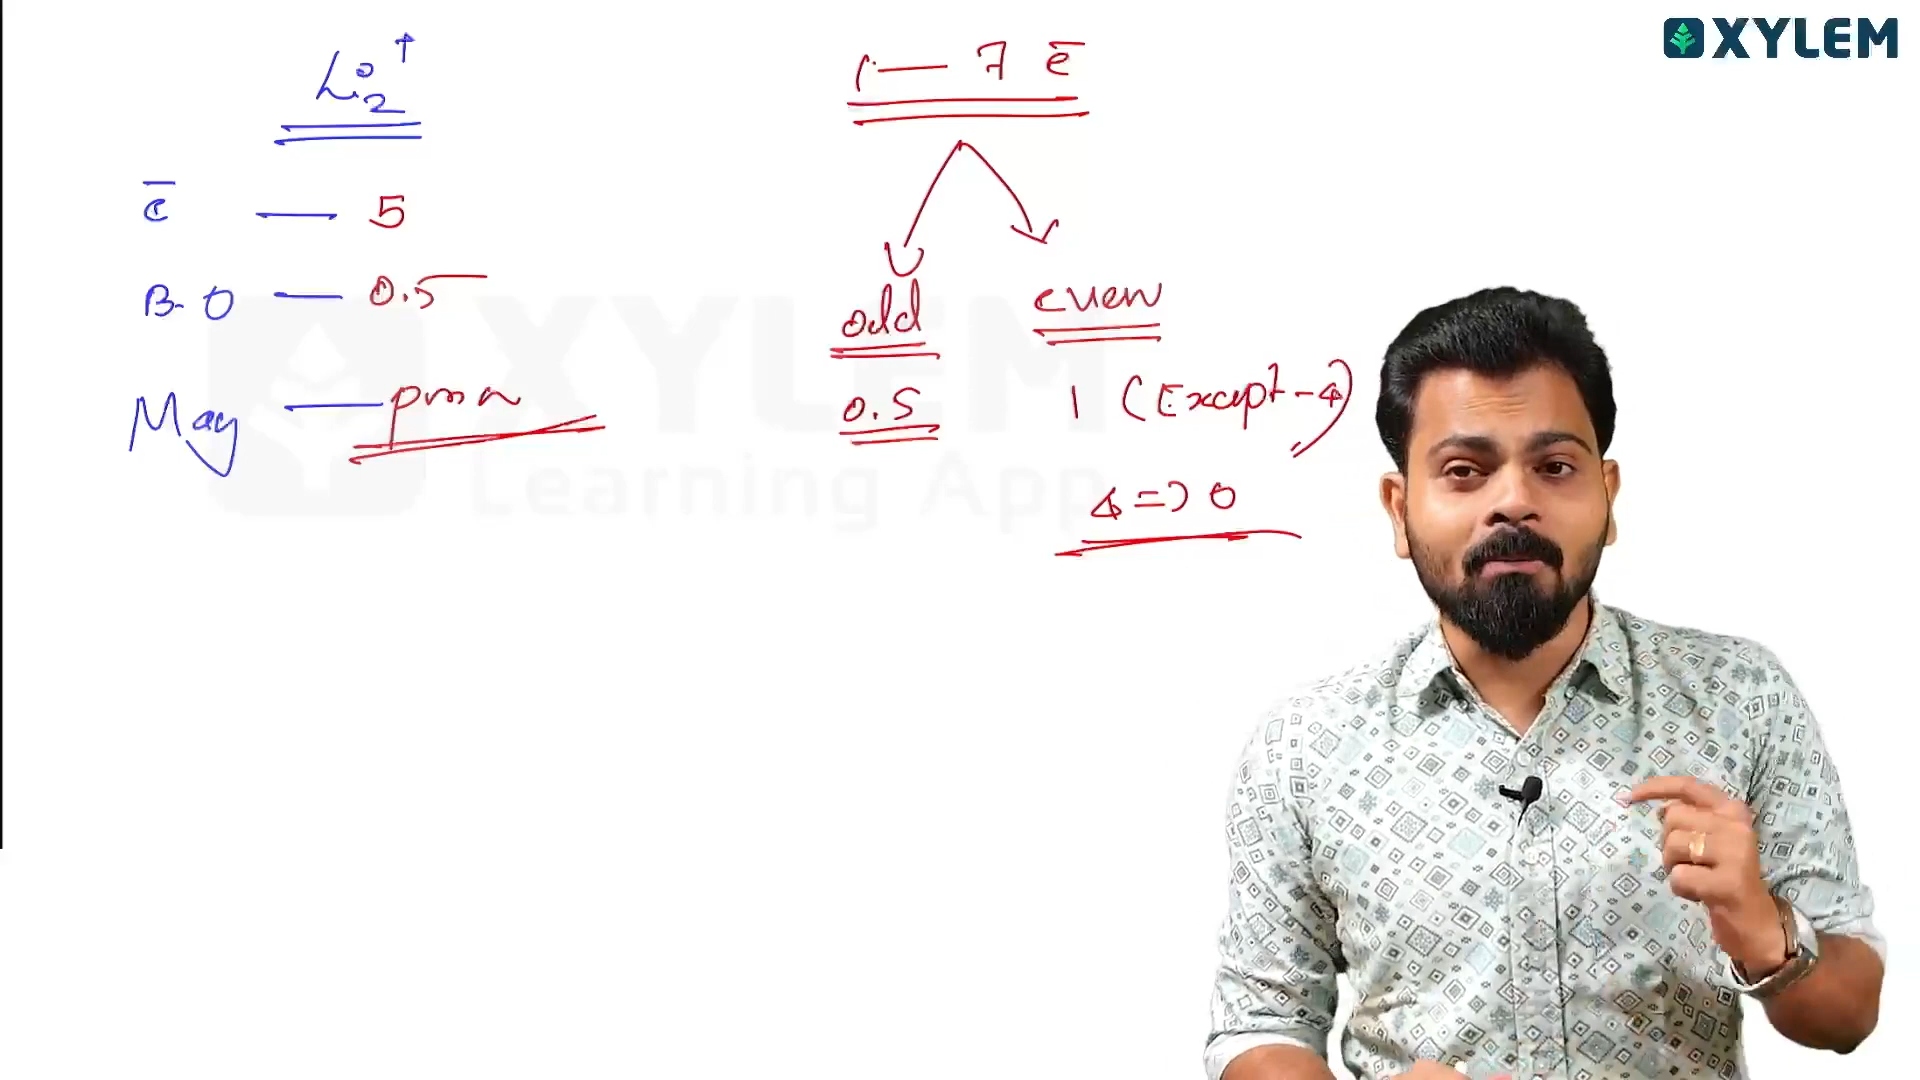 XYLEM
Li2+
e̅ — 5
B.O — 0.5
Mag — para
1 — 7 e̅
odd
even
0.5
1 (Except - 4)
4 => 0
XYLEM
Learning App